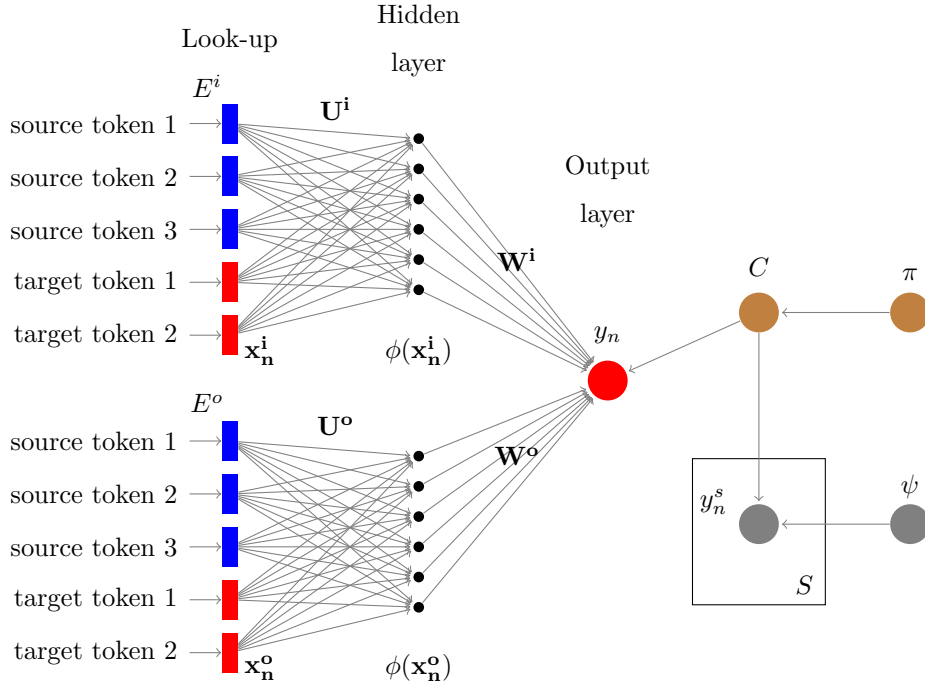 Look-up
Hidden
layer
E^i
source token 1
source token 2
source token 3
target token 1
target token 2
U^i
x_n^i
ϕ(x_n^i)
W^i
Output
layer
y_n
C
π
E^o
source token 1
source token 2
source token 3
target token 1
target token 2
U^o
x_n^o
ϕ(x_n^o)
W^o
y_n^s
ψ
S